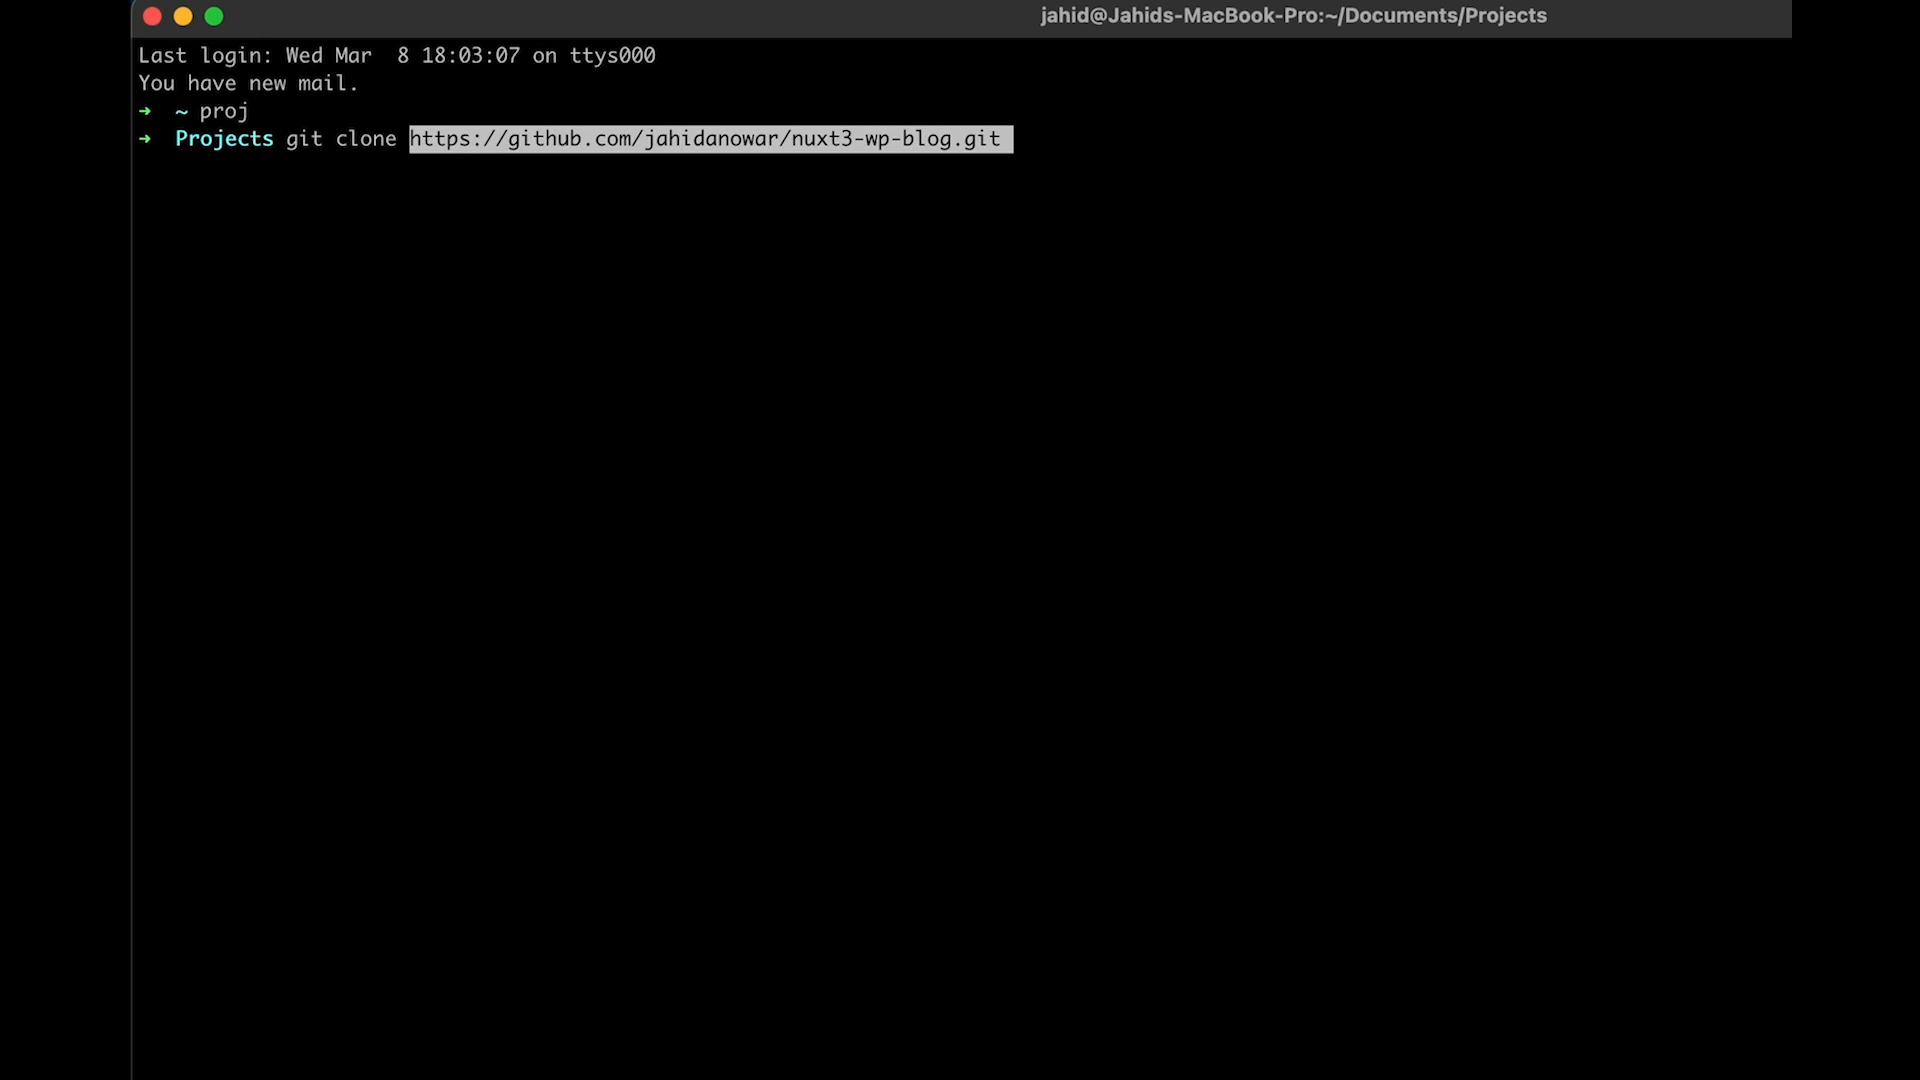 jahid@Jahids-MacBook-Pro:~/Documents/Projects
Last login: Wed Mar  8 18:03:07 on ttys000
You have new mail.
➜  ~ proj
➜  Projects git clone https://github.com/jahidanowar/nuxt3-wp-blog.git